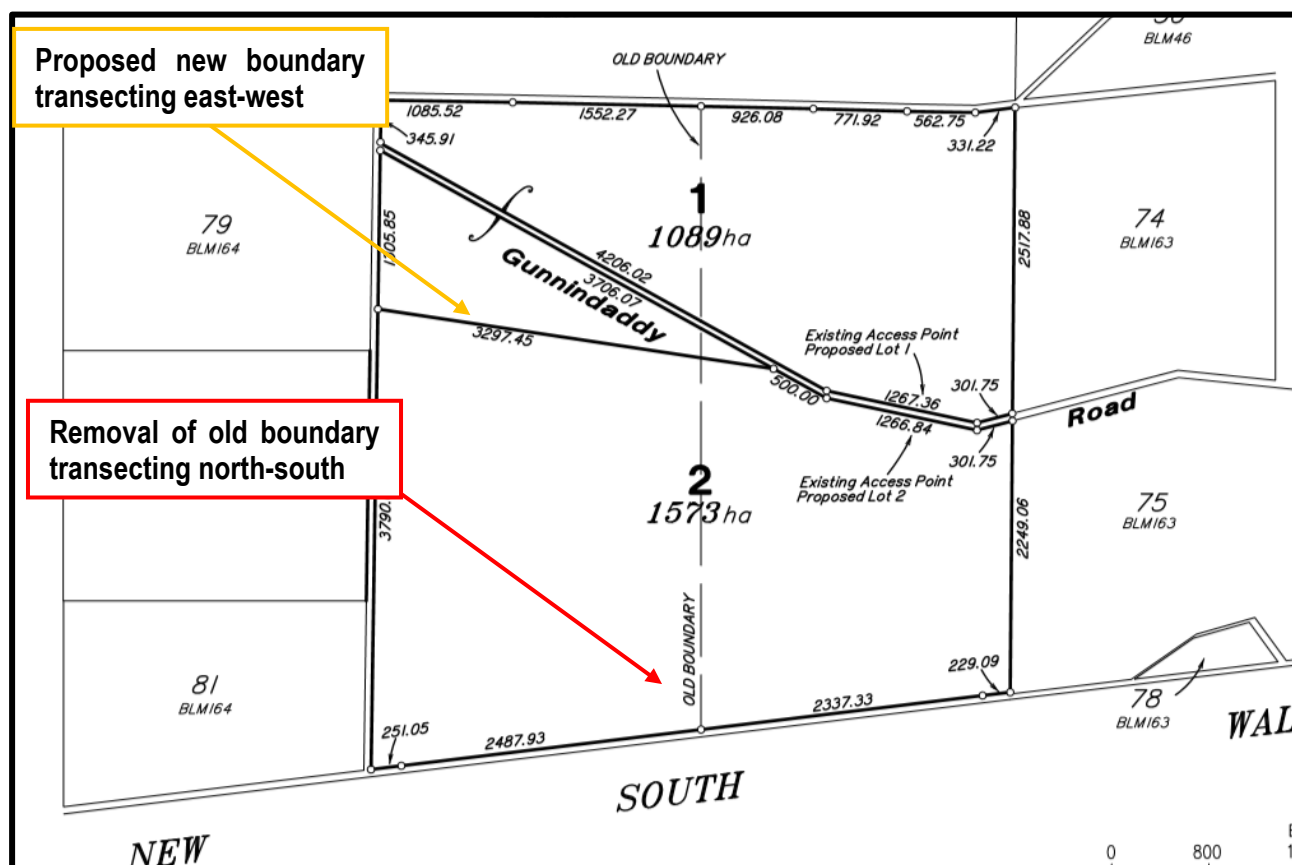 Proposed new boundary
transecting east-west
OLD BOUNDARY
BLM46
1085.52
1552.27
926.08
771.92
562.75
331.22
345.91
79
BLM164
1
1089ha
74
BLM163
2517.88
4206.02
3706.07
Gunnindaddy
3297.45
Existing Access Point
Proposed Lot 1
500.00
1267.36
301.75
1266.84
301.75
Road
Removal of old boundary
transecting north-south
Existing Access Point
Proposed Lot 2
2
1573ha
3790.
75
BLM163
2249.06
OLD BOUNDARY
81
BLM164
229.09
78
BLM163
251.05
2487.93
2337.33
WAL
SOUTH
NEW
0
800